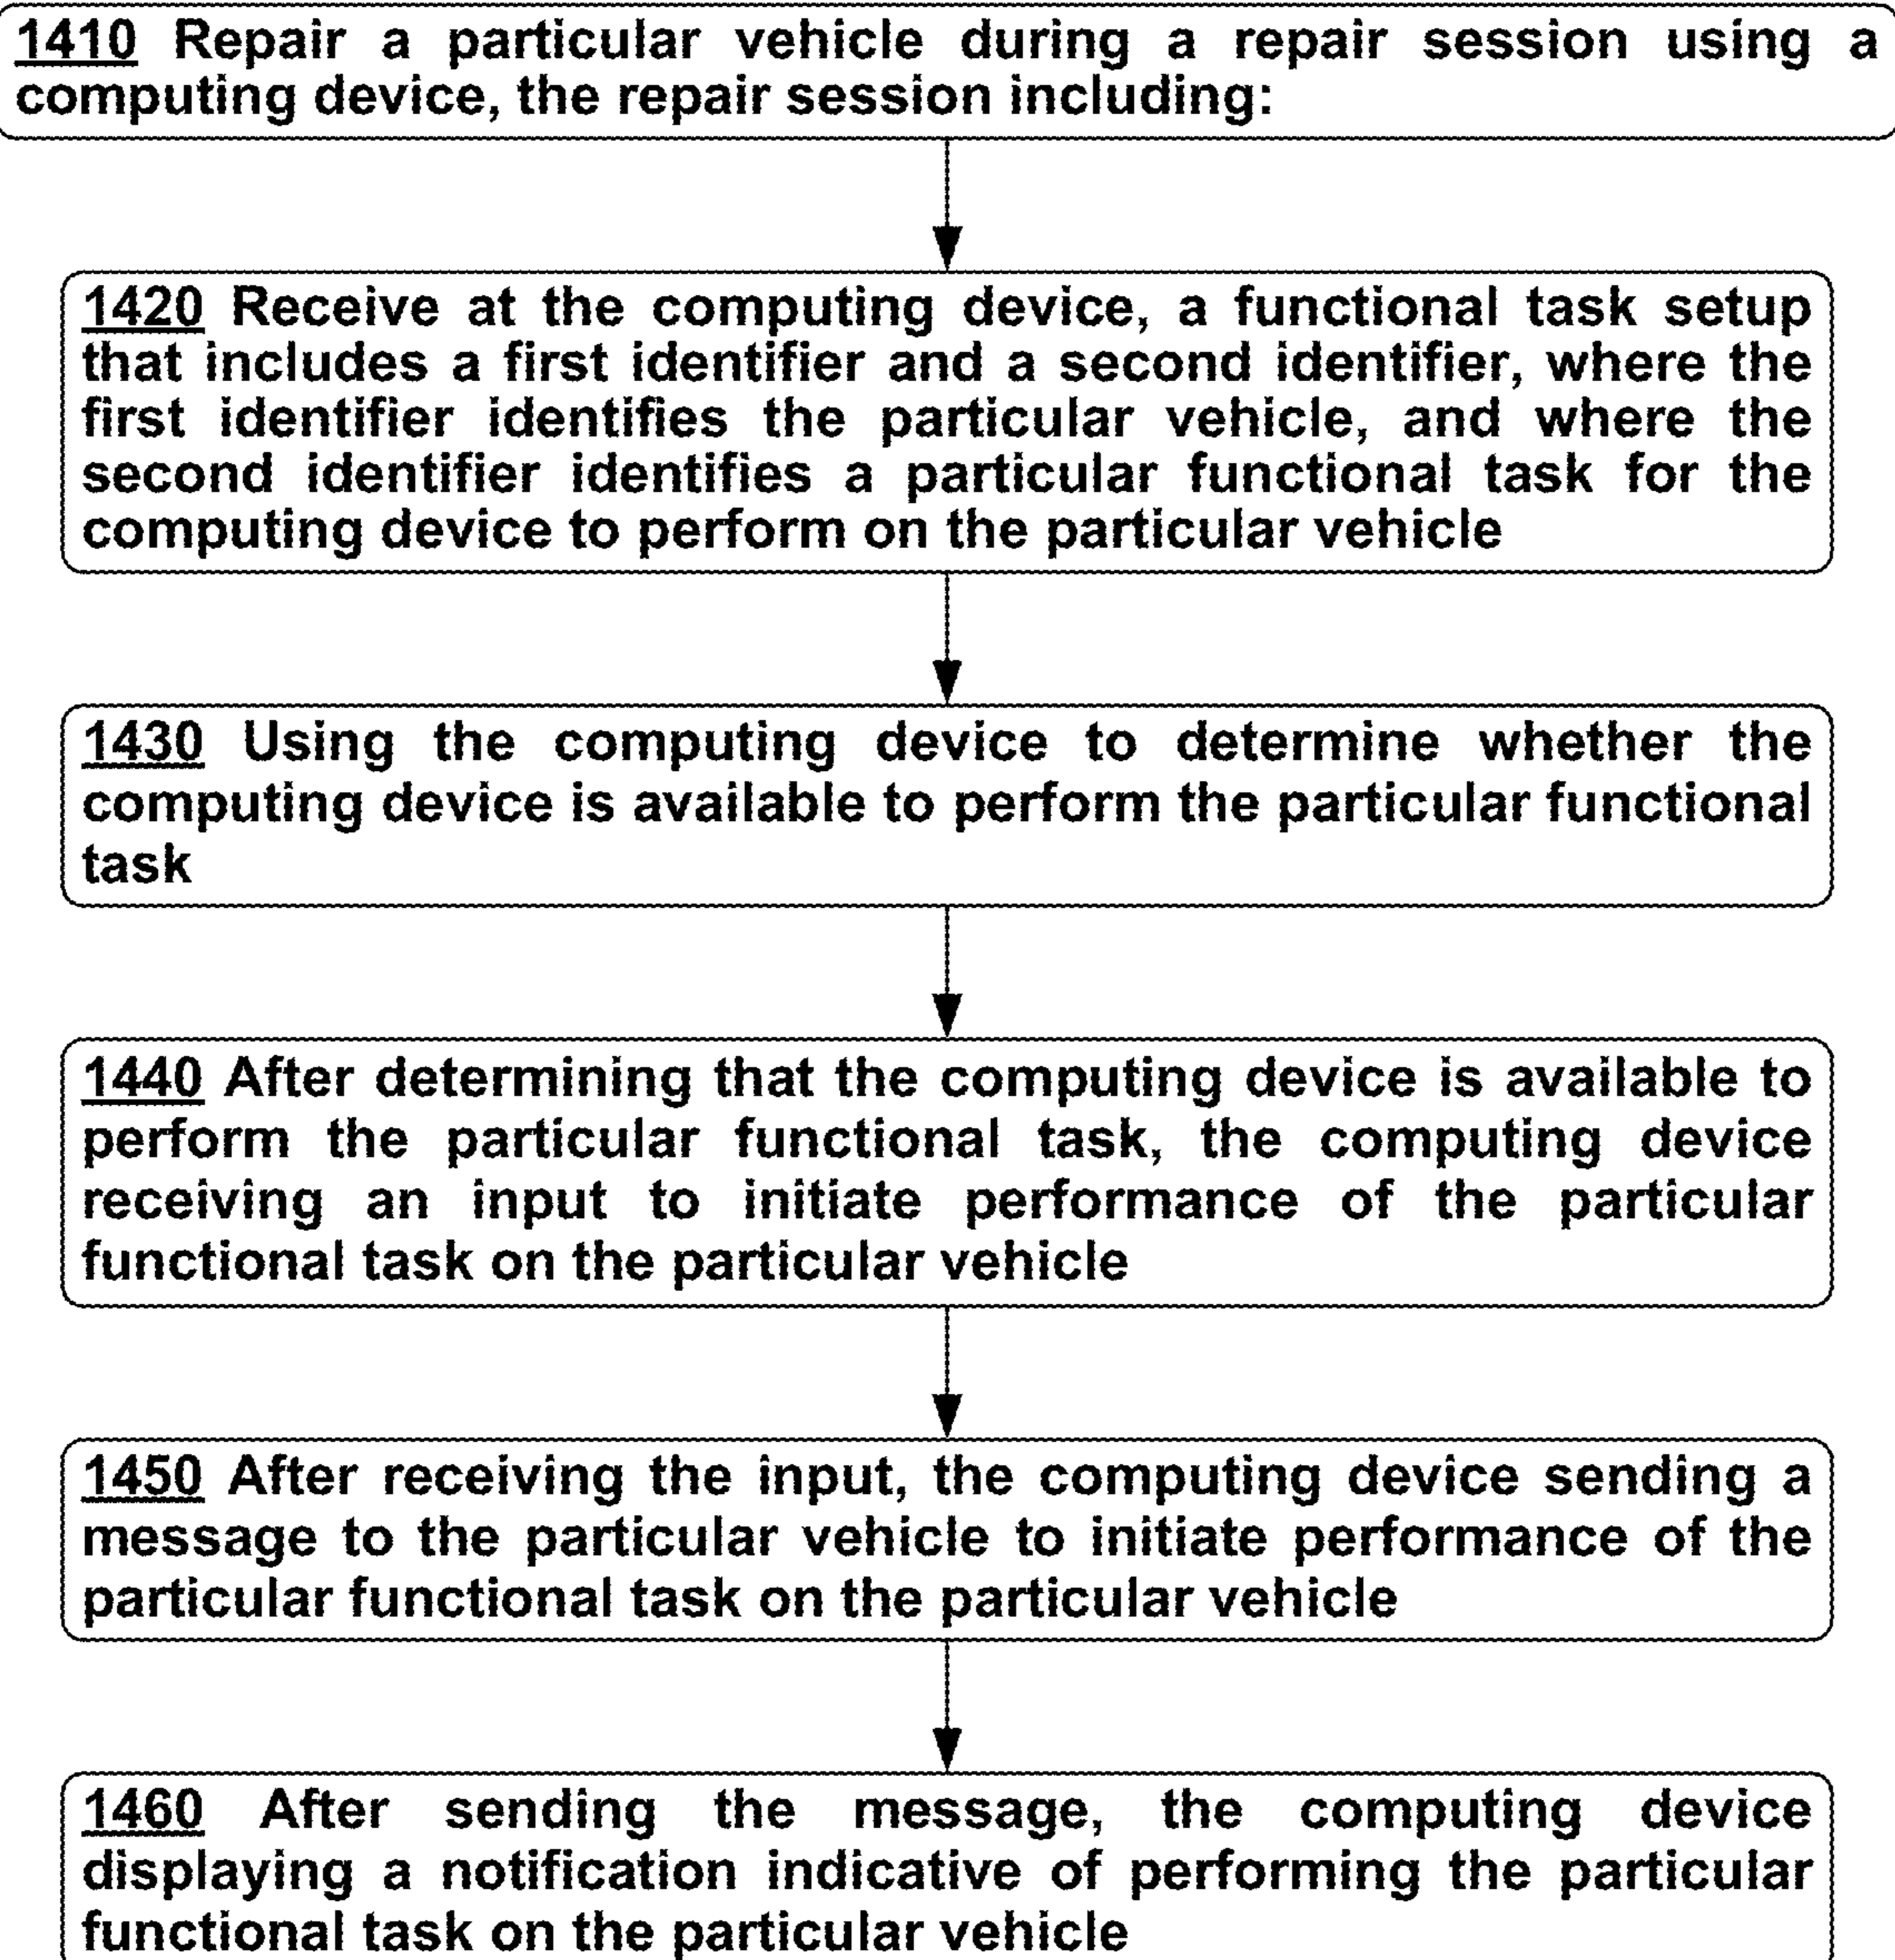 1410 Repair a particular vehicle during a repair session using a
computing device, the repair session including:
1420 Receive at the computing device, a functional task setup
that includes a first identifier and a second identifier, where the
first identifier identifies the particular vehicle, and where the
second identifier identifies a particular functional task for the
computing device to perform on the particular vehicle
1430 Using the computing device to determine whether the
computing device is available to perform the particular functional
task
1440 After determining that the computing device is available to
perform the particular functional task, the computing device
receiving an input to initiate performance of the particular
functional task on the particular vehicle
1450 After receiving the input, the computing device sending a
message to the particular vehicle to initiate performance of the
particular functional task on the particular vehicle
1460 After sending the message, the computing device
displaying a notification indicative of performing the particular
functional task on the particular vehicle